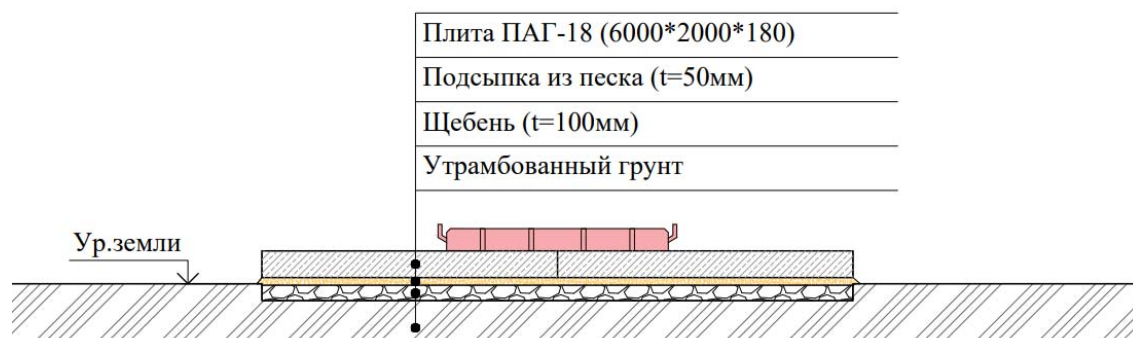 Плита ПАГ-18 (6000*2000*180)
Подсыпка из песка (t=50мм)
Щебень (t=100мм)
Утрамбованный грунт
Ур.земли